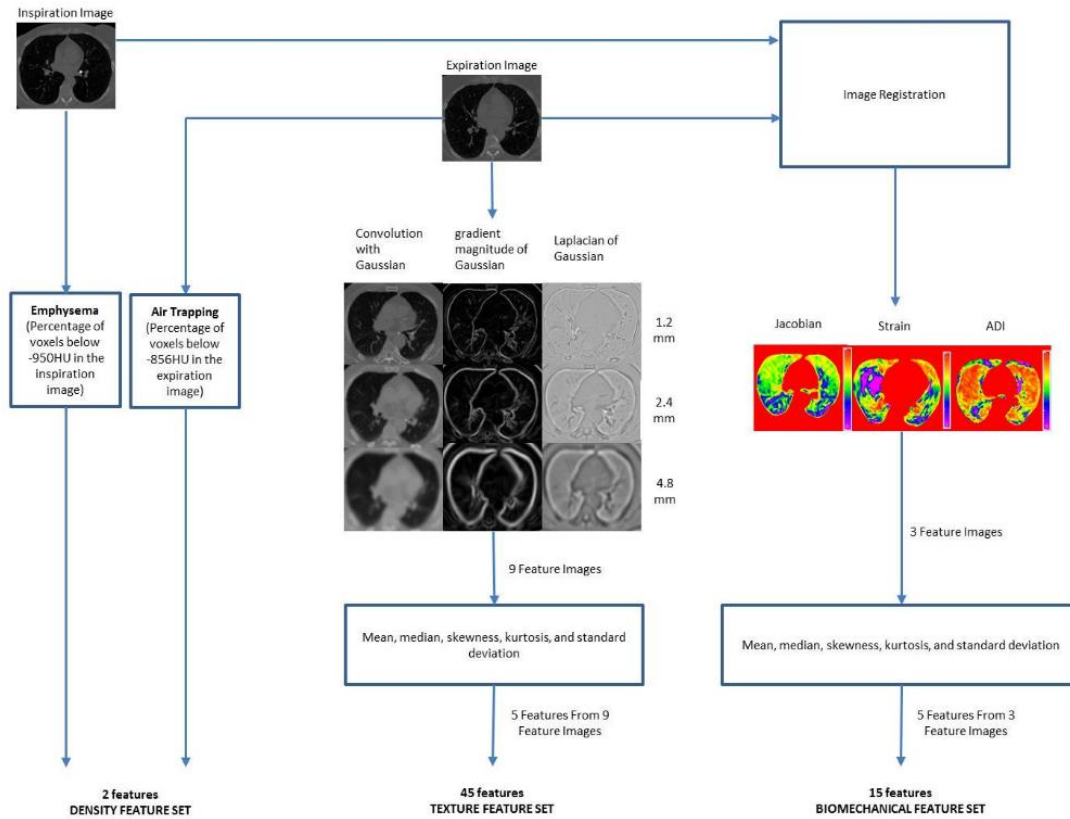 Inspiration Image
Expiration Image
Image Registration
Convolution
with
Gaussian
gradient
magnitude of
Gaussian
Laplacian of
Gaussian
1.2
mm
2.4
mm
4.8
mm
Emphysema
(Percentage of
voxels below
-950HU in the
inspiration
image)
Air Trapping
(Percentage of
voxels below
-856HU in the
expiration
image)
Jacobian
Strain
ADI
9 Feature Images
3 Feature Images
Mean, median, skewness, kurtosis, and standard
deviation
Mean, median, skewness, kurtosis, and standard deviation
5 Features From 9
Feature Images
5 Features From 3
Feature Images
2 features
DENSITY FEATURE SET
45 features
TEXTURE FEATURE SET
15 features
BIOMECHANICAL FEATURE SET